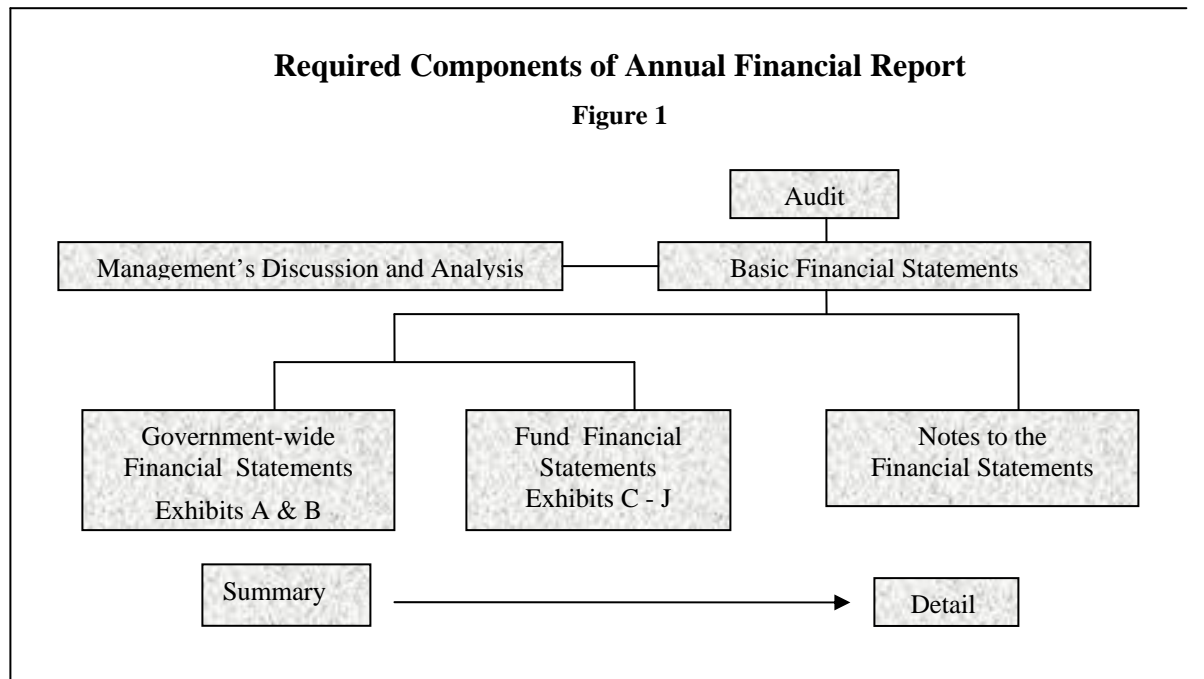 Required Components of Annual Financial Report
Figure 1
Audit
Management’s Discussion and Analysis
Basic Financial Statements
Government-wide
Financial Statements
Exhibits A & B
Fund Financial
Statements
Exhibits C - J
Notes to the
Financial Statements
Summary
Detail